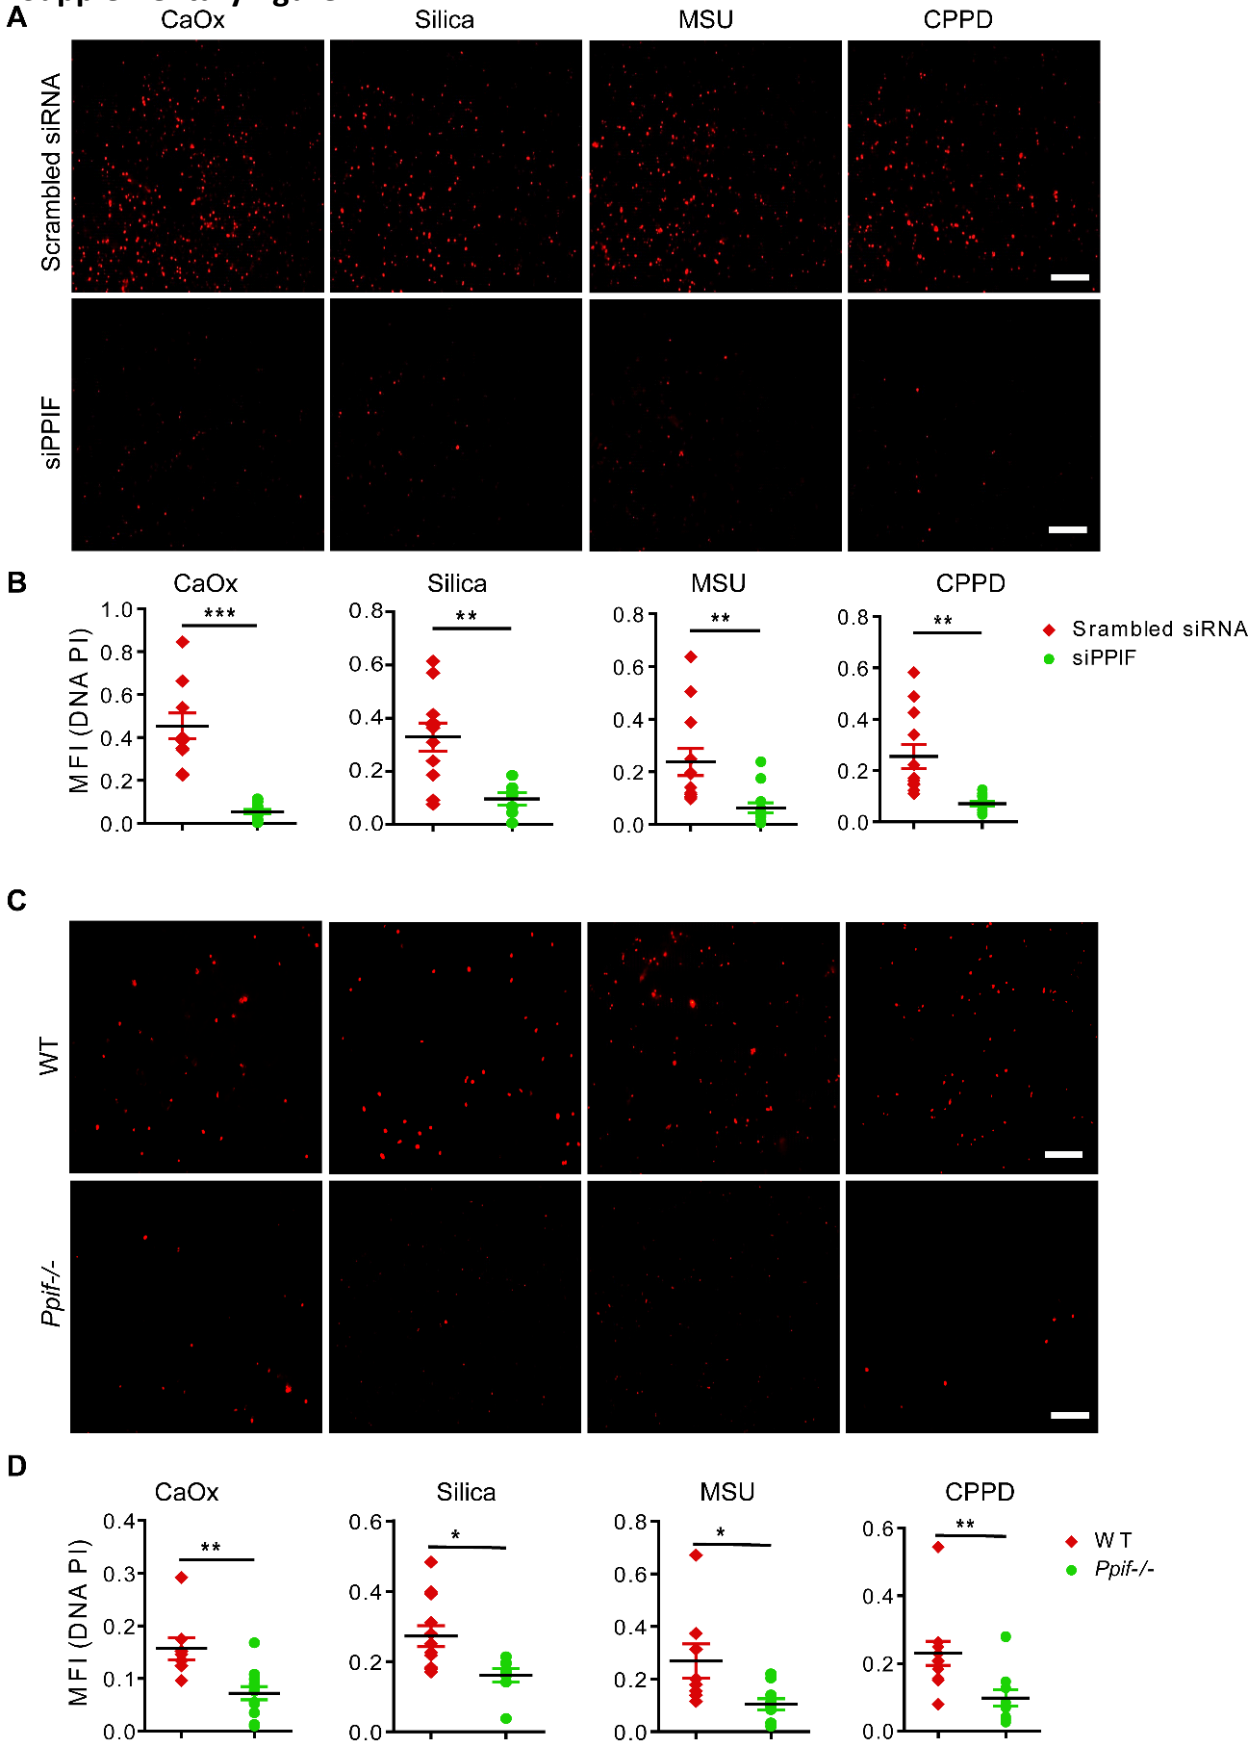 A
CaOx Silica MSU CPPD
Scrambled siRNA
siPPIF
B
CaOx Silica MSU CPPD
MFI (DNA PI)
1.0 0.8 0.6 0.4 0.2 0.0
***
0.8 0.6 0.4 0.2 0.0
**
0.8 0.6 0.4 0.2 0.0
**
0.8 0.6 0.4 0.2 0.0
**
Srambled siRNA
siPPIF
C
WT
Ppif-/-
D
CaOx Silica MSU CPPD
MFI (DNA PI)
0.4 0.3 0.2 0.1 0.0
**
0.6 0.4 0.2 0.0
*
0.8 0.6 0.4 0.2 0.0
*
0.6 0.4 0.2 0.0
**
WT
Ppif-/-